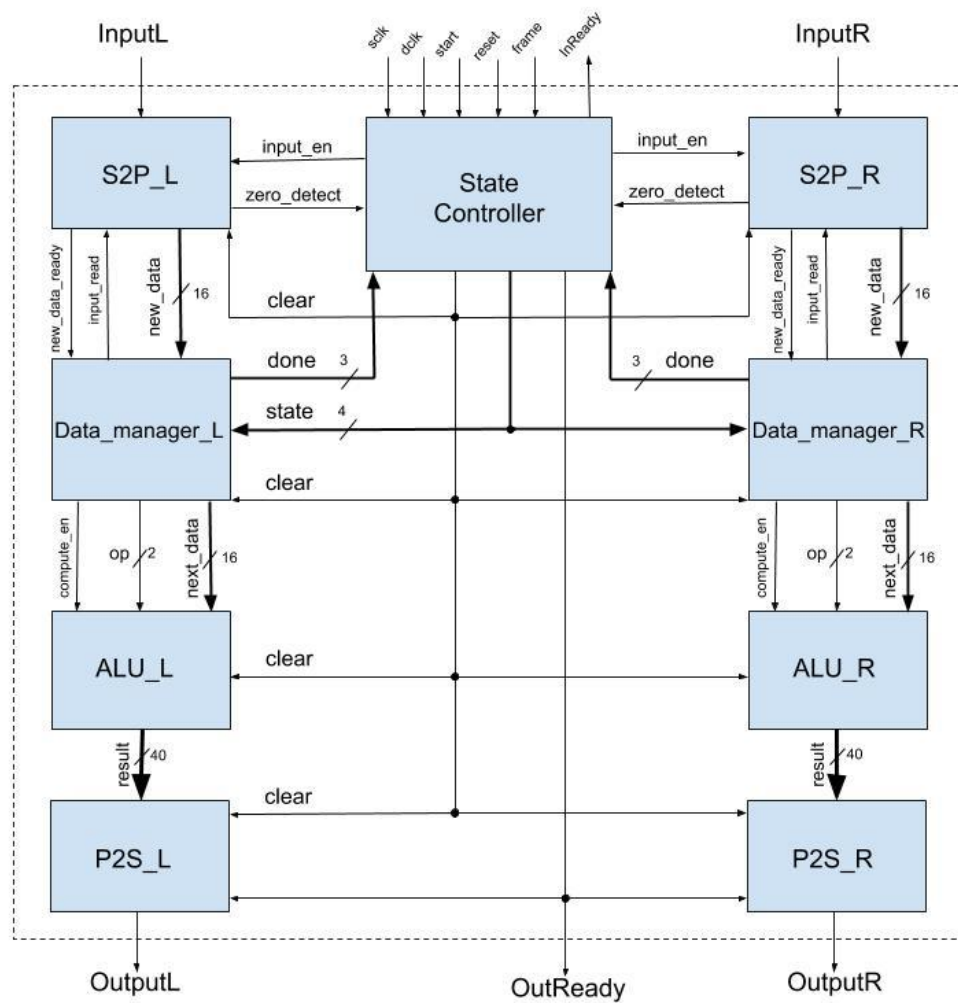 InputL
sclk
dclk
start
reset
frame
InReady
InputR
S2P_L
input_en
zero_detect
State
Controller
input_en
zero_detect
S2P_R
new_data_ready
input_read
new_data
16
clear
new_data_ready
input_read
new_data
16
done
3
3
done
Data_manager_L
state
4
Data_manager_R
clear
compute_en
op
2
next_data
16
compute_en
op
2
next_data
16
ALU_L
clear
ALU_R
result
40
result
40
clear
P2S_L
P2S_R
OutputL
OutReady
OutputR